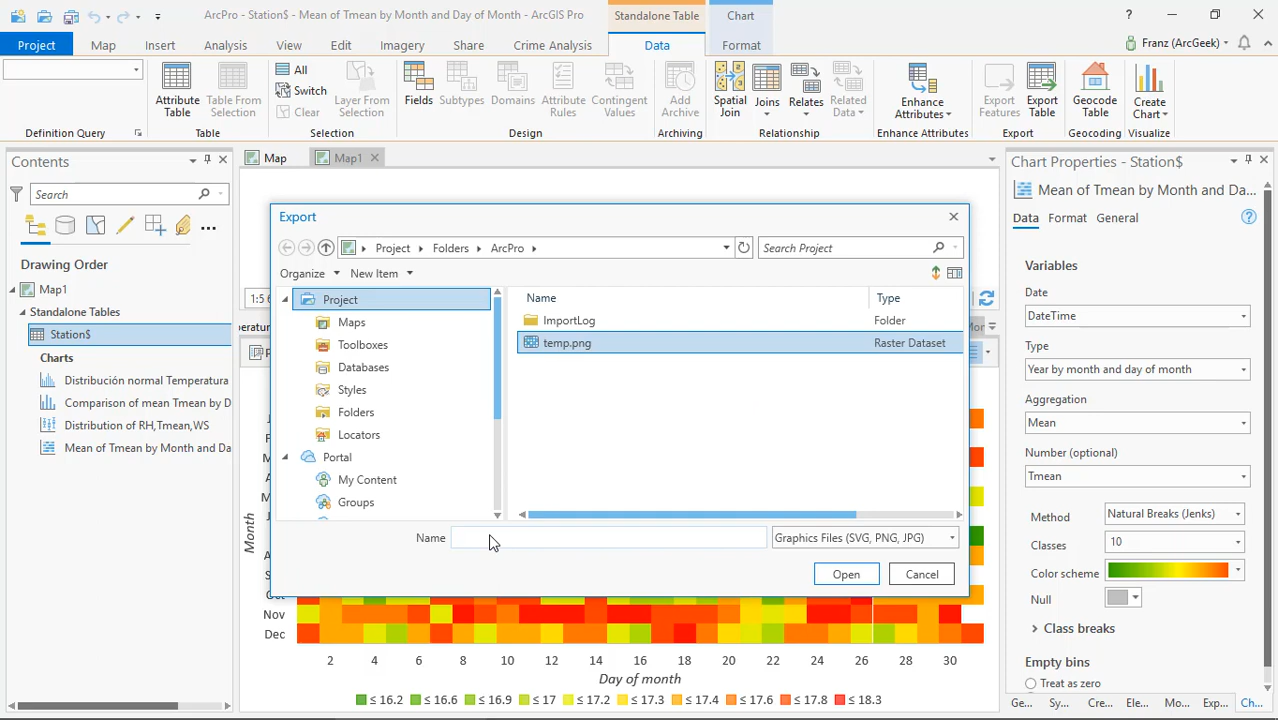 ArcPro - Station$ - Mean of Tmean by Month and Day of Month - ArcGIS Pro
Standalone Table
Chart
?
Project
Map
Insert
Analysis
View
Edit
Imagery
Share
Crime Analysis
Data
Format
Franz (ArcGeek)
Definition Query
Attribute Table
Table From Selection
Table
All
Switch
Clear
Layer From Selection
Selection
Fields
Subtypes
Domains
Attribute Rules
Contingent Values
Design
Add Archive
Archiving
Spatial Join
Joins
Relates
Related Data
Relationship
Enhance Attributes
Enhance Attributes
Export Features
Export Table
Export
Geocode Table
Geocoding
Create Chart
Visualize
Contents
Search
Drawing Order
Map1
Standalone Tables
Station$
Charts
Distribución normal Temperatura
Comparison of mean Tmean by D
Distribution of RH,Tmean,WS
Mean of Tmean by Month and Da
Map
Map1
Export
Project
Folders
ArcPro
Search Project
Organize
New Item
Project
Maps
Toolboxes
Databases
Styles
Folders
Locators
Portal
My Content
Groups
Name
Type
ImportLog
Folder
temp.png
Raster Dataset
Name
Graphics Files (SVG, PNG, JPG)
Open
Cancel
Month
Nov
Dec
2 4 6 8 10 12 14 16 18 20 22 24 26 28 30
Day of month
≤ 16.2 ≤ 16.6 ≤ 16.9 ≤ 17 ≤ 17.2 ≤ 17.3 ≤ 17.4 ≤ 17.6 ≤ 17.8 ≤ 18.3
Chart Properties - Station$
Mean of Tmean by Month and Da...
Data
Format
General
?
Variables
Date
DateTime
Type
Year by month and day of month
Aggregation
Mean
Number (optional)
Tmean
Method
Natural Breaks (Jenks)
Classes
10
Color scheme
Null
Class breaks
Empty bins
Treat as zero
Ge...
Sy...
Cre...
Ele...
Mo...
Exp...
Ch...